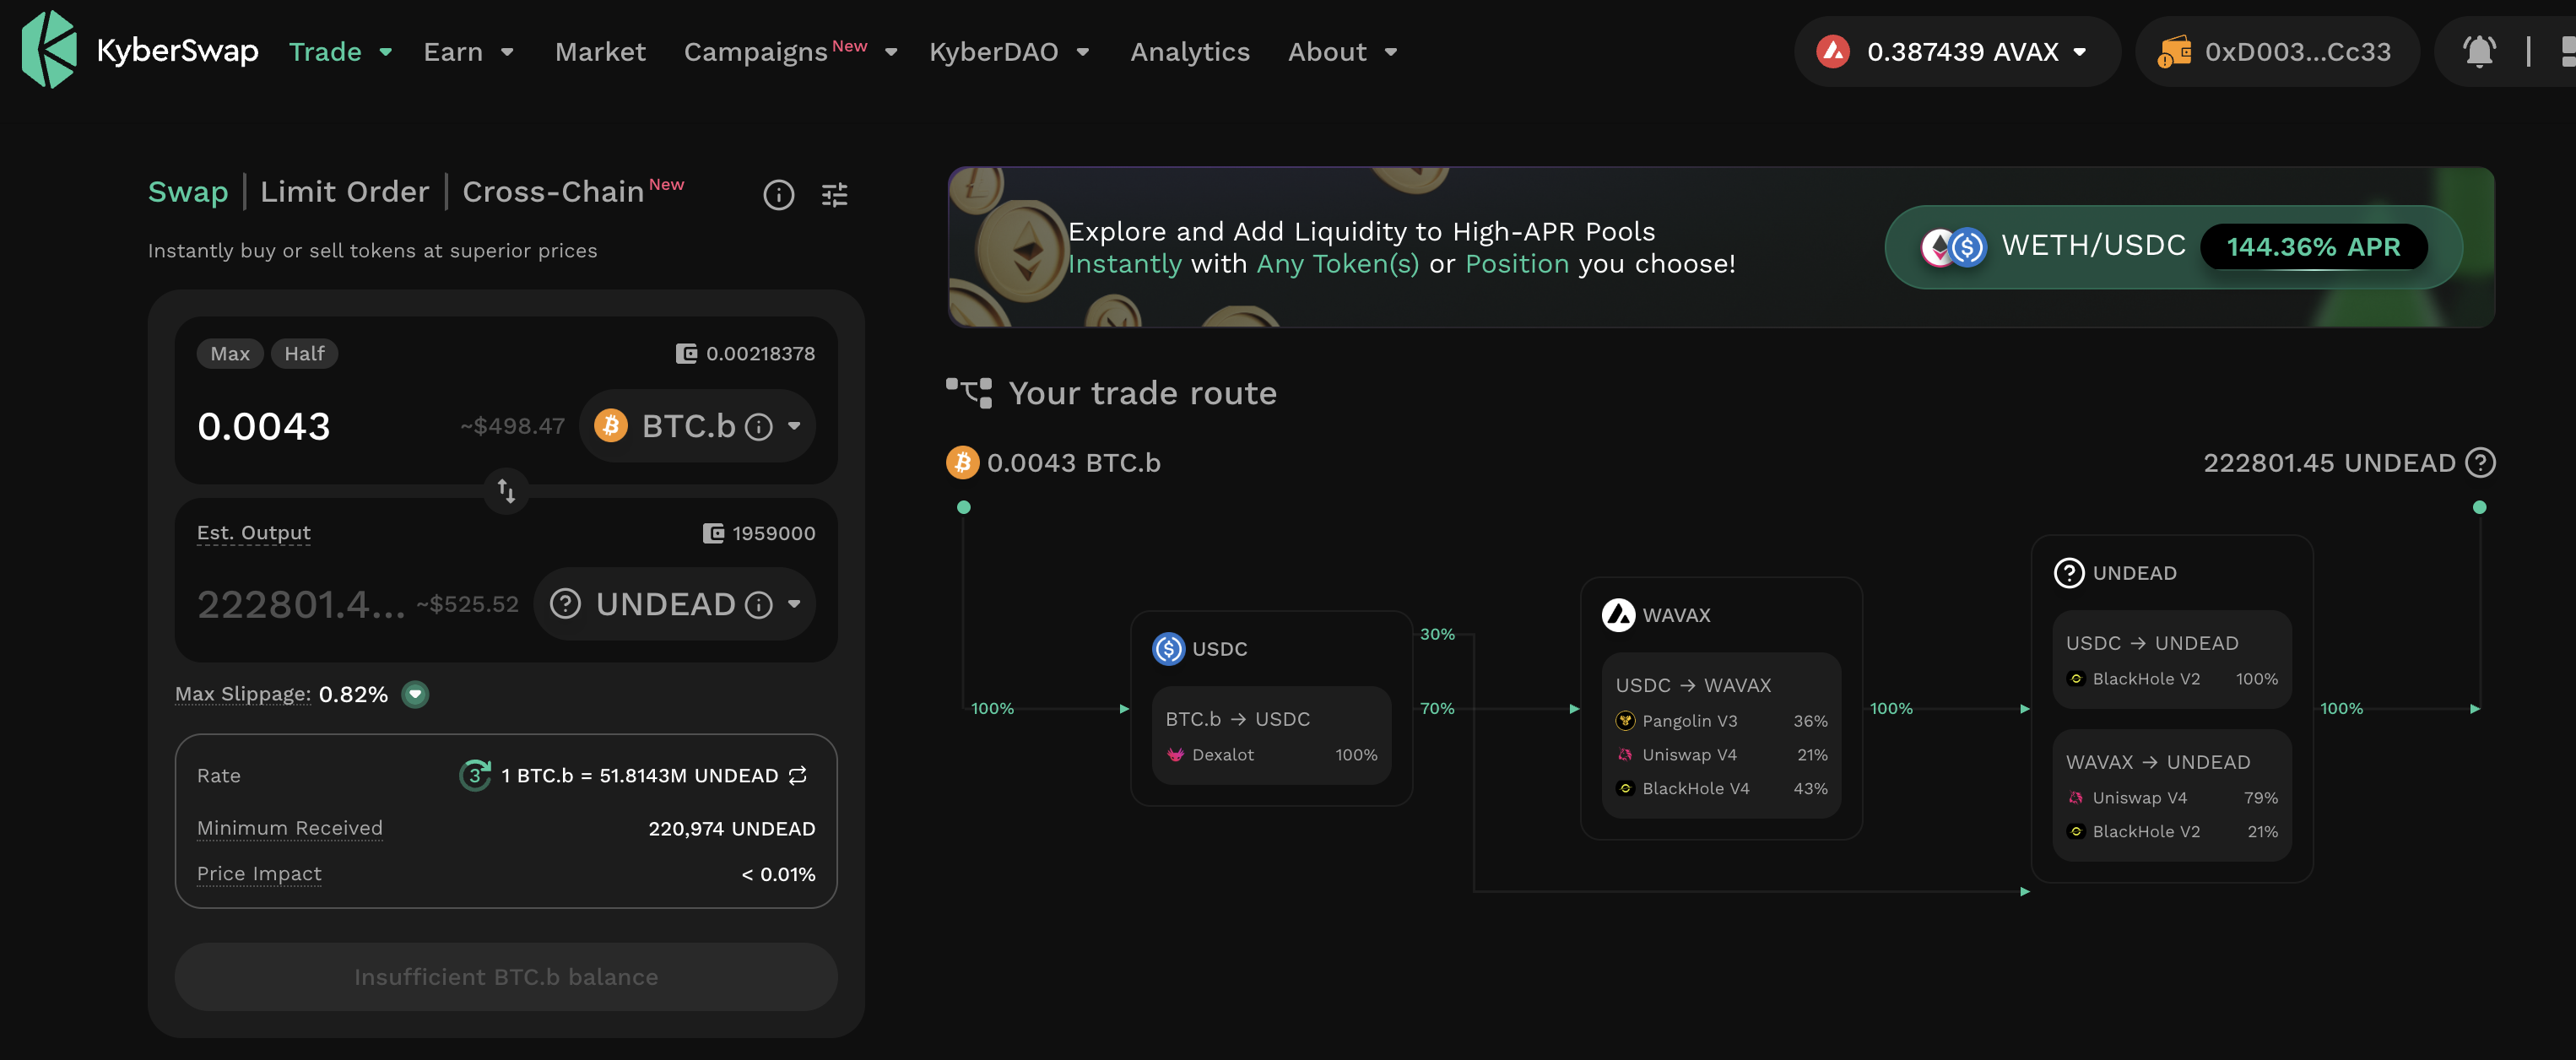 KyberSwap Trade Earn Market Campaigns New KyberDAO Analytics About 0.387439 AVAX 0xD003...Cc33
Swap | Limit Order | Cross-Chain New
Instantly buy or sell tokens at superior prices
Max Half 0.00218378
0.0043 ~$498.47 BTC.b
Est. Output 1959000
222801.4... ~$525.52 UNDEAD
Max Slippage: 0.82%
Rate 3 1 BTC.b = 51.8143M UNDEAD
Minimum Received 220,974 UNDEAD
Price Impact < 0.01%
Insufficient BTC.b balance
Explore and Add Liquidity to High-APR Pools
Instantly with Any Token(s) or Position you choose!
WETH/USDC 144.36% APR
Your trade route
0.0043 BTC.b 222801.45 UNDEAD
100%
USDC
BTC.b → USDC
Dexalot 100%
30%
70%
WAVAX
USDC → WAVAX
Pangolin V3 36%
Uniswap V4 21%
BlackHole V4 43%
100%
UNDEAD
USDC → UNDEAD
BlackHole V2 100%
WAVAX → UNDEAD
Uniswap V4 79%
BlackHole V2 21%
100%